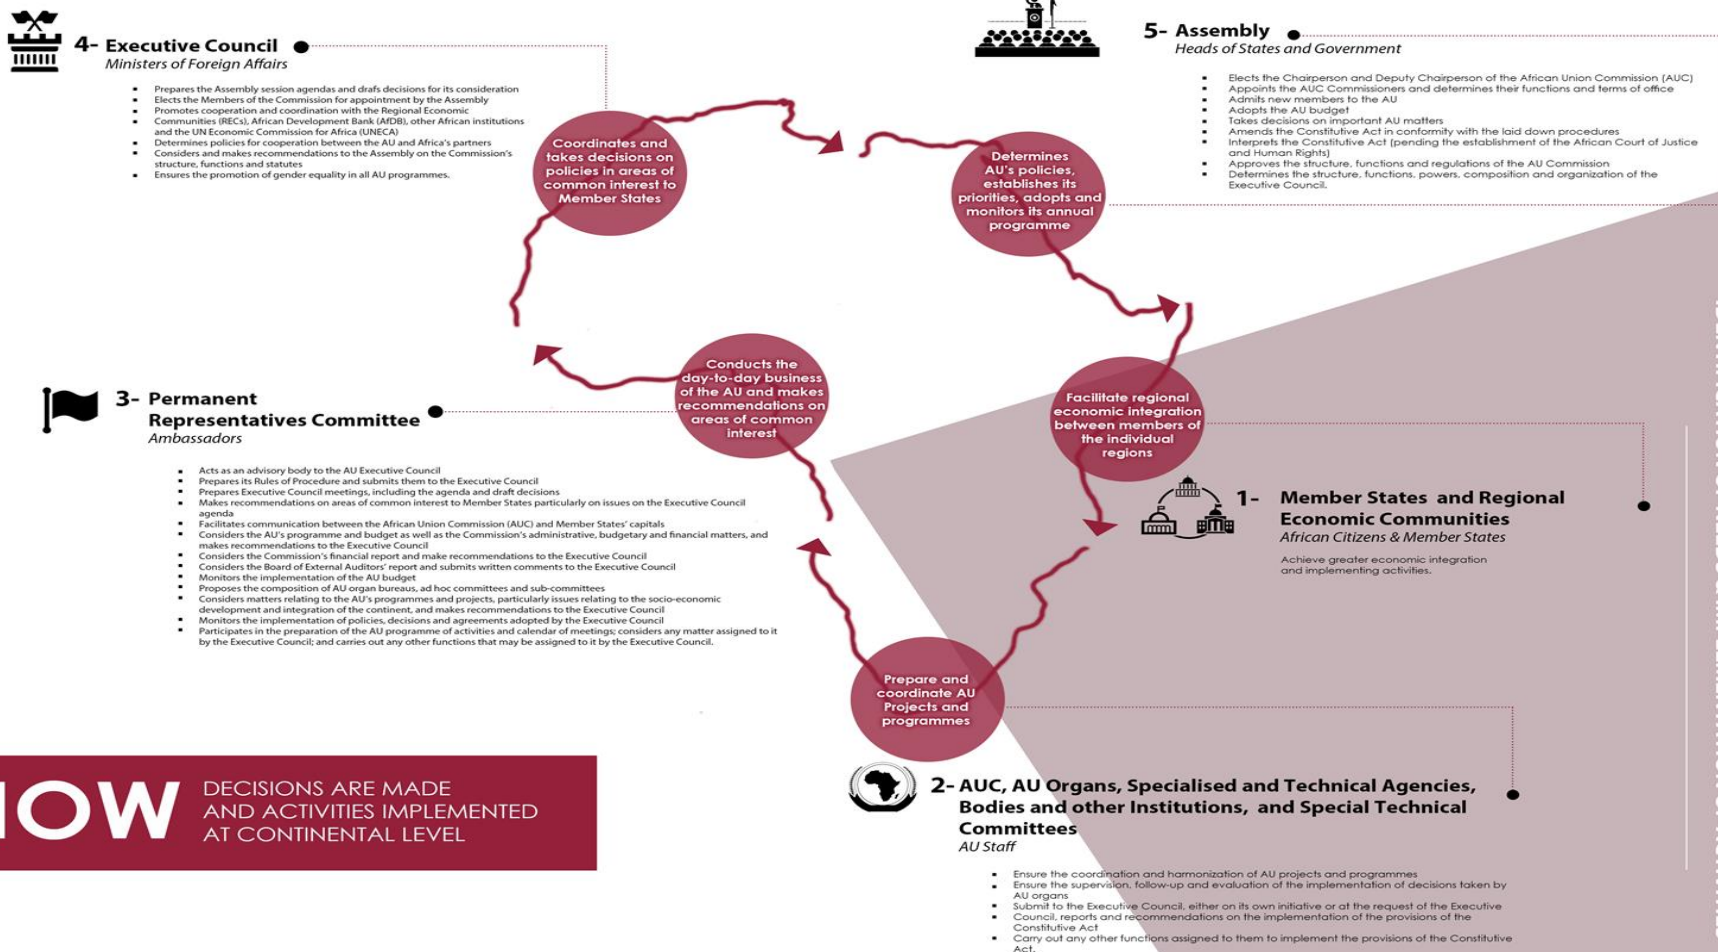 4- Executive Council
Ministers of Foreign Affairs
Prepares the Assembly session agendas and drafs decisions for its consideration
Elects the Members of the Commission for appointment by the Assembly
Promotes cooperation and coordination with the Regional Economic
Communities (RECs), African Development Bank (AfDB), other African institutions
and the UN Economic Commission for Africa (UNECA)
Determines policies for cooperation between the AU and Africa's partners
Considers and makes recommendations to the Assembly on the Commission's
structure, functions and statutes
Ensures the promotion of gender equality in all AU programmes.
Coordinates and
takes decisions on
policies in areas of
common interest to
Member States
5- Assembly
Heads of States and Government
Elects the Chairperson and Deputy Chairperson of the African Union Commission (AUC)
Appoints the AUC Commissioners and determines their functions and terms of office
Admits new members to the AU
Adopts the AU budget
Takes decisions on important AU matters
Amends the Constitutive Act in conformity with the laid down procedures
Interprets the Constitutive Act (pending the establishment of the African Court of Justice
and Human Rights)
Approves the structure, functions and regulations of the AU Commission
Determines the structure, functions, powers, composition and organization of the
Executive Council.
Determines
AU's policies,
establishes its
priorities, adopts and
monitors its annual
programme
3- Permanent
Representatives Committee
Ambassadors
Acts as an advisory body to the AU Executive Council
Prepares its Rules of Procedure and submits them to the Executive Council
Prepares Executive Council meetings, including the agenda and draft decisions
Makes recommendations on areas of common interest to Member States particularly on issues on the Executive Council
agenda
Facilitates communication between the African Union Commission (AUC) and Member States' capitals
Considers the AU's programme and budget as well as the Commission's administrative, budgetary and financial matters, and
makes recommendations to the Executive Council
Considers the Commission's financial report and make recommendations to the Executive Council
Considers the Board of External Auditors' report and submits written comments to the Executive Council
Monitors the implementation of the AU budget
Proposes the composition of AU organ bureaus, ad hoc committees and sub-committees
Considers matters relating to the AU's programmes and projects, particularly issues relating to the socio-economic
development and integration of the continent, and makes recommendations to the Executive Council
Monitors the implementation of policies, decisions and agreements adopted by the Executive Council
Participates in the preparation of the AU programme of activities and calendar of meetings; considers any matter assigned to it
by the Executive Council; and carries out any other functions that may be assigned to it by the Executive Council.
Conducts the
day-to-day business
of the AU and makes
recommendations on
areas of common
interest
Facilitate regional
economic integration
between members of
the individual
regions
1- Member States and Regional
Economic Communities
African Citizens & Member States
Achieve greater economic integration
and implementing activities.
Prepare and
coordinate AU
Projects and
programmes
2- AUC, AU Organs, Specialised and Technical Agencies,
Bodies and other Institutions, and Special Technical
Committees
AU Staff
Ensure the coordination and harmonization of AU projects and programmes
Ensure the supervision, follow-up and evaluation of the implementation of decisions taken by
AU organs
Submit to the Executive Council, either on its own initiative or at the request of the Executive
Council, reports and recommendations on the implementation of the provisions of the
Constitutive Act
Carry out any other functions assigned to them to implement the provisions of the Constitutive
Act.
OW
DECISIONS ARE MADE
AND ACTIVITIES IMPLEMENTED
AT CONTINENTAL LEVEL